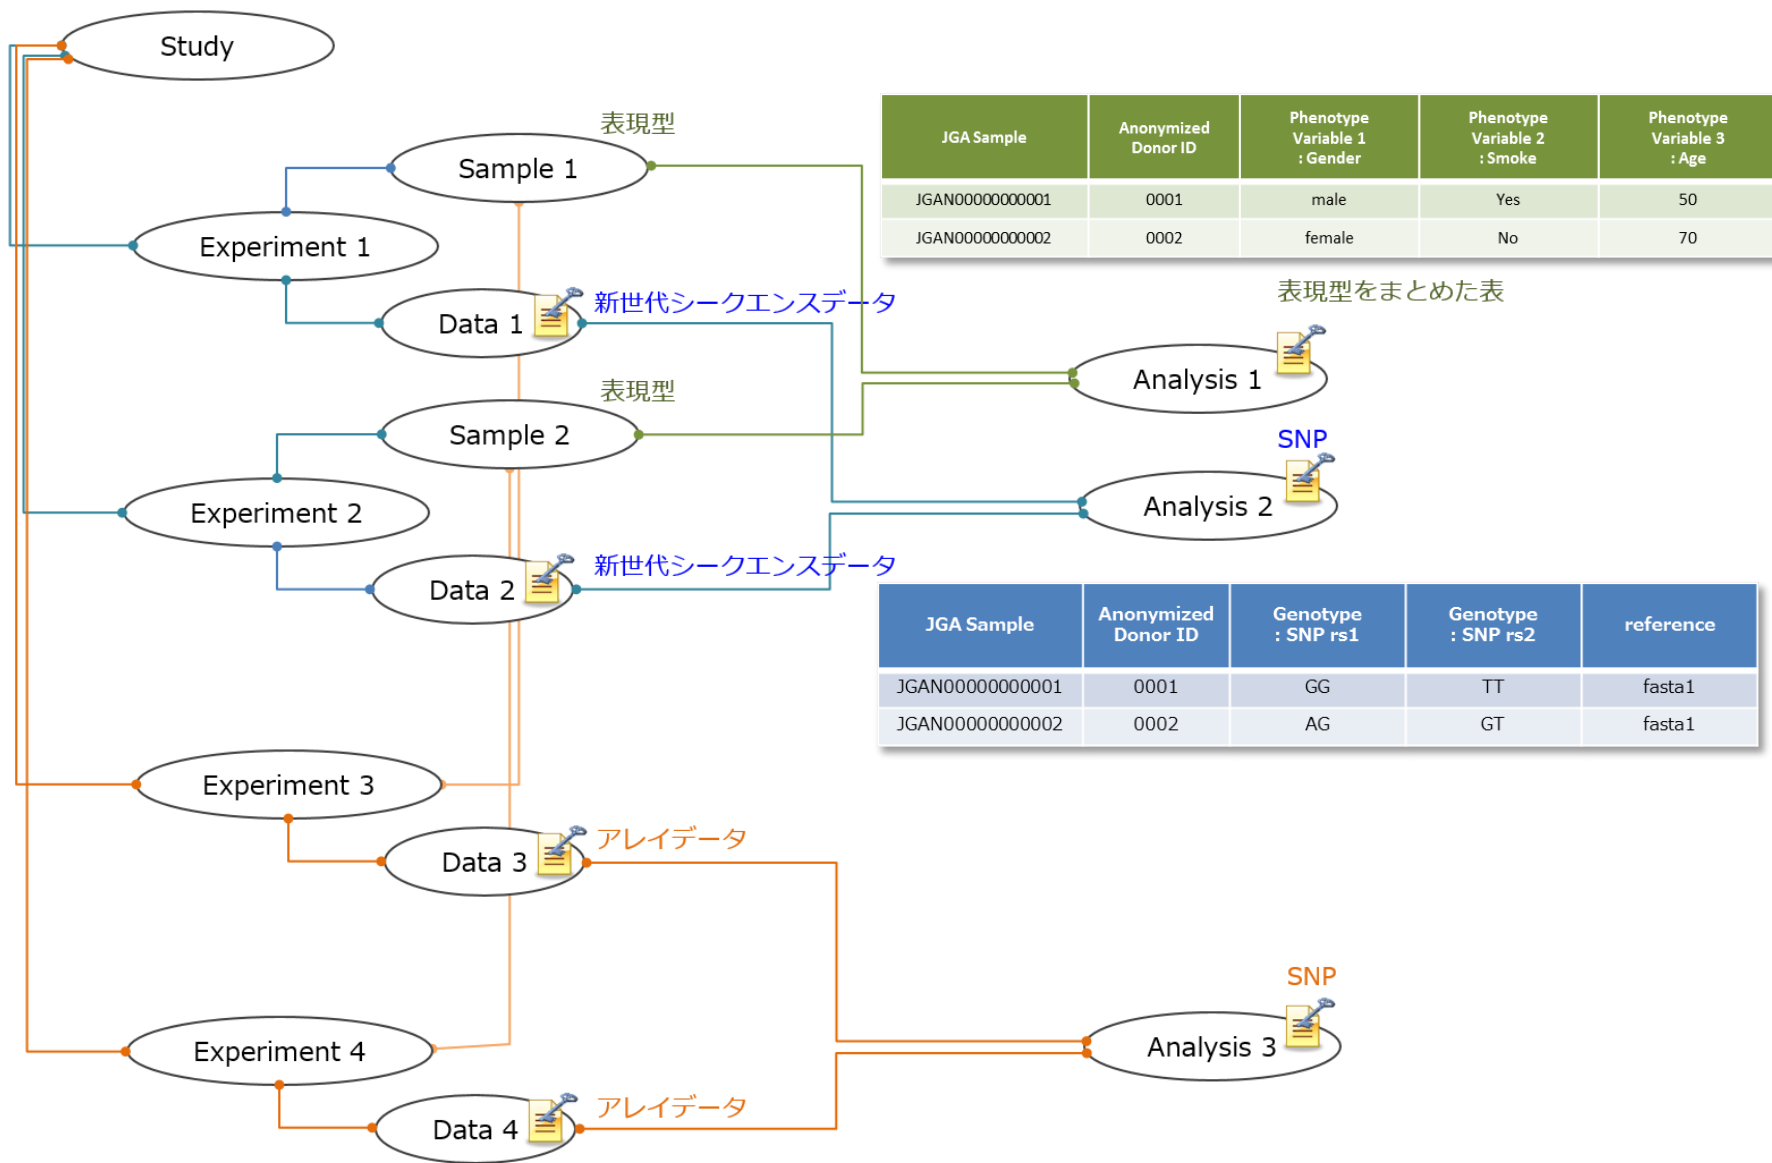 Study
表現型
Sample 1
Experiment 1
新世代シークエンスデータ
Data 1
表現型
Sample 2
Experiment 2
新世代シークエンスデータ
Data 2
Experiment 3
アレイデータ
Data 3
Experiment 4
アレイデータ
Data 4
JGA Sample
Anonymized
Donor ID
Phenotype
Variable 1
: Gender
Phenotype
Variable 2
: Smoke
Phenotype
Variable 3
: Age
JGAN00000000001 0001 male Yes 50
JGAN00000000002 0002 female No 70
表現型をまとめた表
Analysis 1
SNP
Analysis 2
JGA Sample
Anonymized
Donor ID
Genotype
: SNP rs1
Genotype
: SNP rs2
reference
JGAN00000000001 0001 GG TT fasta1
JGAN00000000002 0002 AG GT fasta1
SNP
Analysis 3